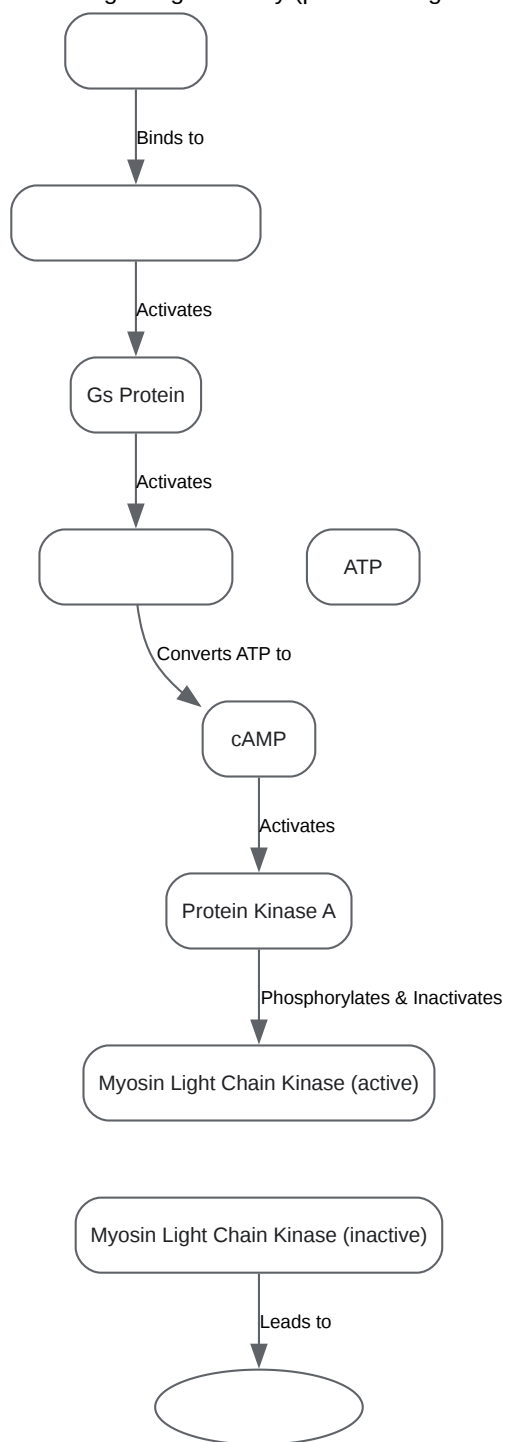 Binds to
Activates
Gs Protein
Activates
ATP
Converts ATP to
cAMP
Activates
Protein Kinase A
Phosphorylates & Inactivates
Myosin Light Chain Kinase (active)
Myosin Light Chain Kinase (inactive)
Leads to